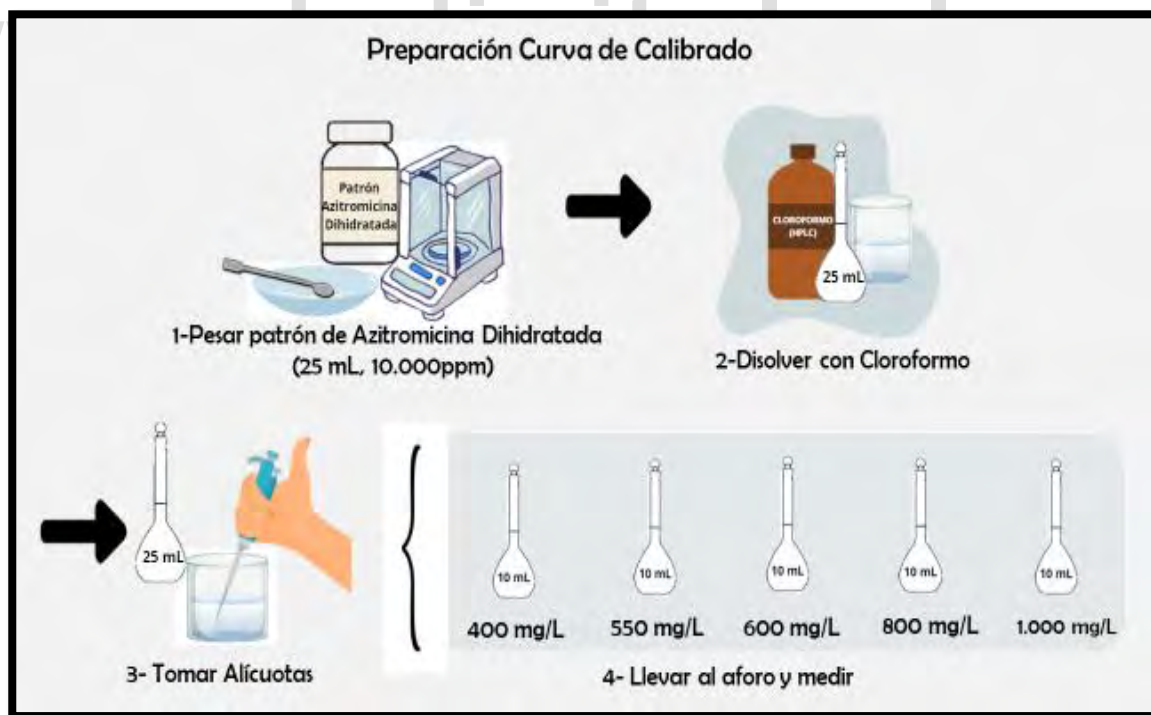 Preparación Curva de Calibrado
Patrón
Azitromicina
Dihidratada
1-Pesar patrón de Azitromicina Dihidratada
(25 mL, 10.000ppm)
CLOROFORMO
(HPLC)
25 mL
2-Disolver con Cloroformo
25 mL
3- Tomar Alícuotas
10 mL
10 mL
10 mL
10 mL
10 mL
400 mg/L
550 mg/L
600 mg/L
800 mg/L
1.000 mg/L
4- Llevar al aforo y medir